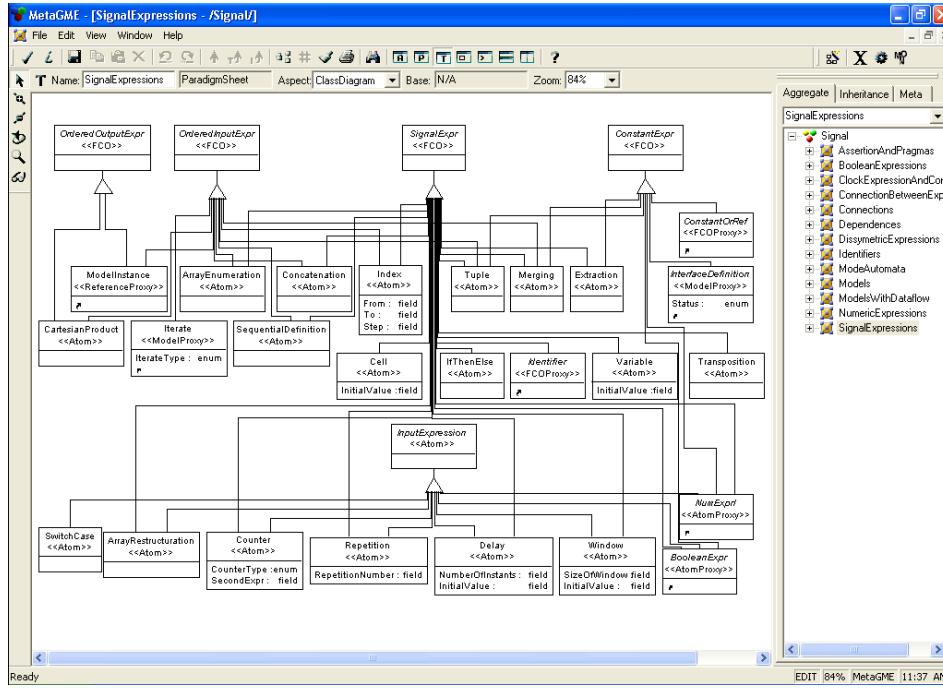 MetaGME - [SignalExpressions - /Signal/]
File Edit View Window Help
Name: SignalExpressions ParadigmSheet Aspect: ClassDiagram Base: N/A Zoom: 84%
Aggregate Inheritance Meta
SignalExpressions
Signal
AssertionAndPragmas
BooleanExpressions
ClockExpressionAndCon
ConnectionBetweenExp
Connections
Dependences
DissymetricExpressions
Identifiers
ModeAutomata
Models
ModelsWithDataflow
NumericExpressions
SignalExpressions
OrderedOutputExpr
<<FCO>>
OrderedInputExpr
<<FCO>>
SignalExpr
<<FCO>>
ConstantExpr
<<FCO>>
ConstantOrRef
<<FCOProxy>>
ModelInstance
<<ReferenceProxy>>
ArrayEnumeration
<<Atom>>
Concatenation
<<Atom>>
Index
<<Atom>>
From : field
To : field
Step : field
Tuple
<<Atom>>
Merging
<<Atom>>
Extraction
<<Atom>>
InterfaceDefinition
<<ModelProxy>>
Status : enum
CartesianProduct
<<Atom>>
Iterate
<<ModelProxy>>
IterateType : enum
SequentialDefinition
<<Atom>>
Cell
<<Atom>>
InitialValue :field
IfThenElse
<<Atom>>
Identifier
<<FCOProxy>>
Variable
<<Atom>>
InitialValue :field
Transposition
<<Atom>>
InputExpression
<<Atom>>
NumExprI
<<AtomProxy>>
SwitchCase
<<Atom>>
ArrayRestructuration
<<Atom>>
Counter
<<Atom>>
CounterType :enum
SecondExpr : field
Repetition
<<Atom>>
RepetitionNumber : field
Delay
<<Atom>>
NumberOfInstants : field
InitialValue : field
Window
<<Atom>>
SizeOfWindow :field
InitialValue : field
BooleanExpr
<<AtomProxy>>
Ready
EDIT 84% MetaGME 11:37 AM